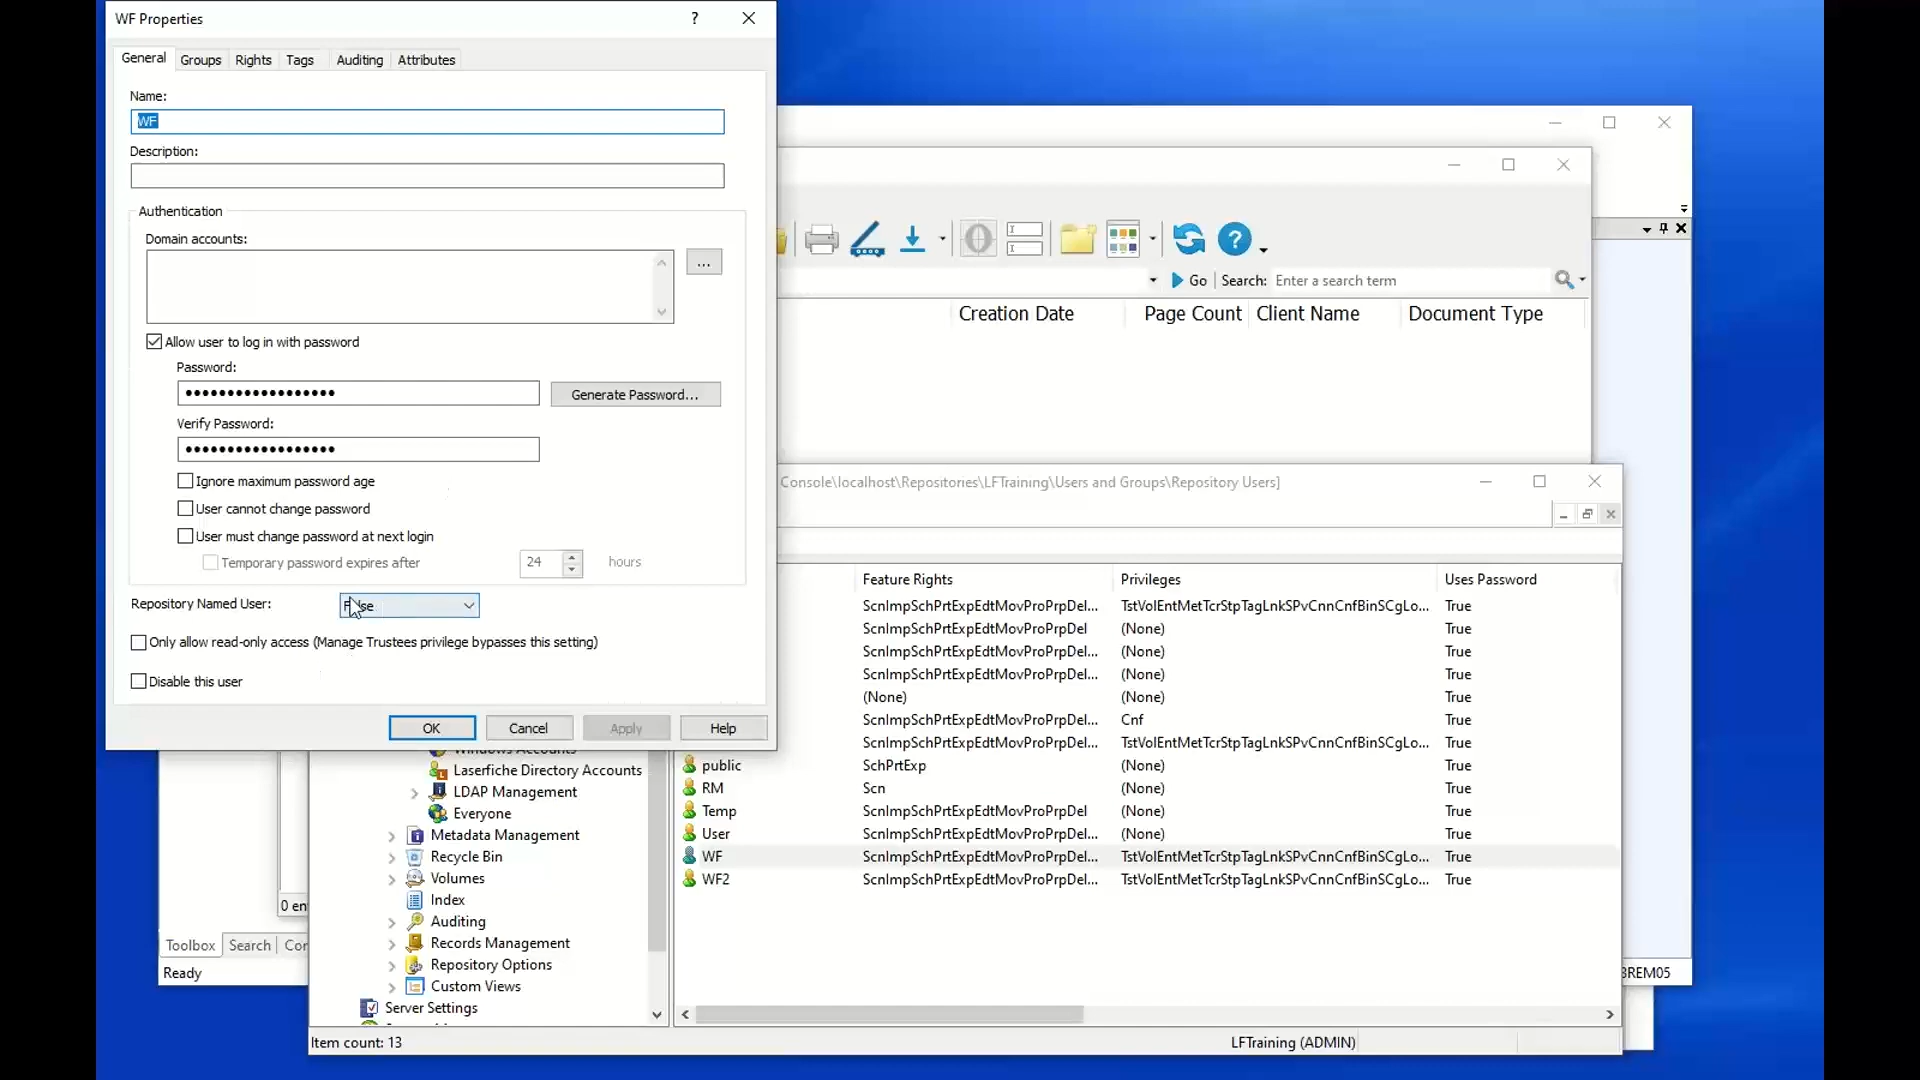 WF Properties
?
General Groups Rights Tags Auditing Attributes
Name:
WF
Description:
Authentication
Domain accounts:
...
Allow user to log in with password
Password:
Generate Password...
Verify Password:
Ignore maximum password age
User cannot change password
User must change password at next login
Temporary password expires after 24 hours
Repository Named User:
Only allow read-only access (Manage Trustees privilege bypasses this setting)
Disable this user
OK Cancel Apply Help
?
Go Search: Enter a search term
Creation Date Page Count Client Name Document Type
Console\localhost\Repositories\LFTraining\Users and Groups\Repository Users]
Feature Rights Privileges Uses Password
ScnImpSchPrtExpEdtMovProPrpDel... TstVolEntMetTcrStpTagLnkSPvCnnCnfBinSCgLo... True
ScnImpSchPrtExpEdtMovProPrpDel (None) True
ScnImpSchPrtExpEdtMovProPrpDel... (None) True
ScnImpSchPrtExpEdtMovProPrpDel... (None) True
(None) (None) True
ScnImpSchPrtExpEdtMovProPrpDel... Cnf True
ScnImpSchPrtExpEdtMovProPrpDel... TstVolEntMetTcrStpTagLnkSPvCnnCnfBinSCgLo... True
public SchPrtExp (None) True
RM Scn (None) True
Temp ScnImpSchPrtExpEdtMovProPrpDel (None) True
User ScnImpSchPrtExpEdtMovProPrpDel... (None) True
WF ScnImpSchPrtExpEdtMovProPrpDel... TstVolEntMetTcrStpTagLnkSPvCnnCnfBinSCgLo... True
WF2 ScnImpSchPrtExpEdtMovProPrpDel... TstVolEntMetTcrStpTagLnkSPvCnnCnfBinSCgLo... True
Windows Accounts
Laserfiche Directory Accounts
LDAP Management
Everyone
Metadata Management
Recycle Bin
Volumes
Index
Auditing
Records Management
Repository Options
Custom Views
Server Settings
Item count: 13
LFTraining (ADMIN)
0 en
Toolbox Search Cor
Ready
REM05